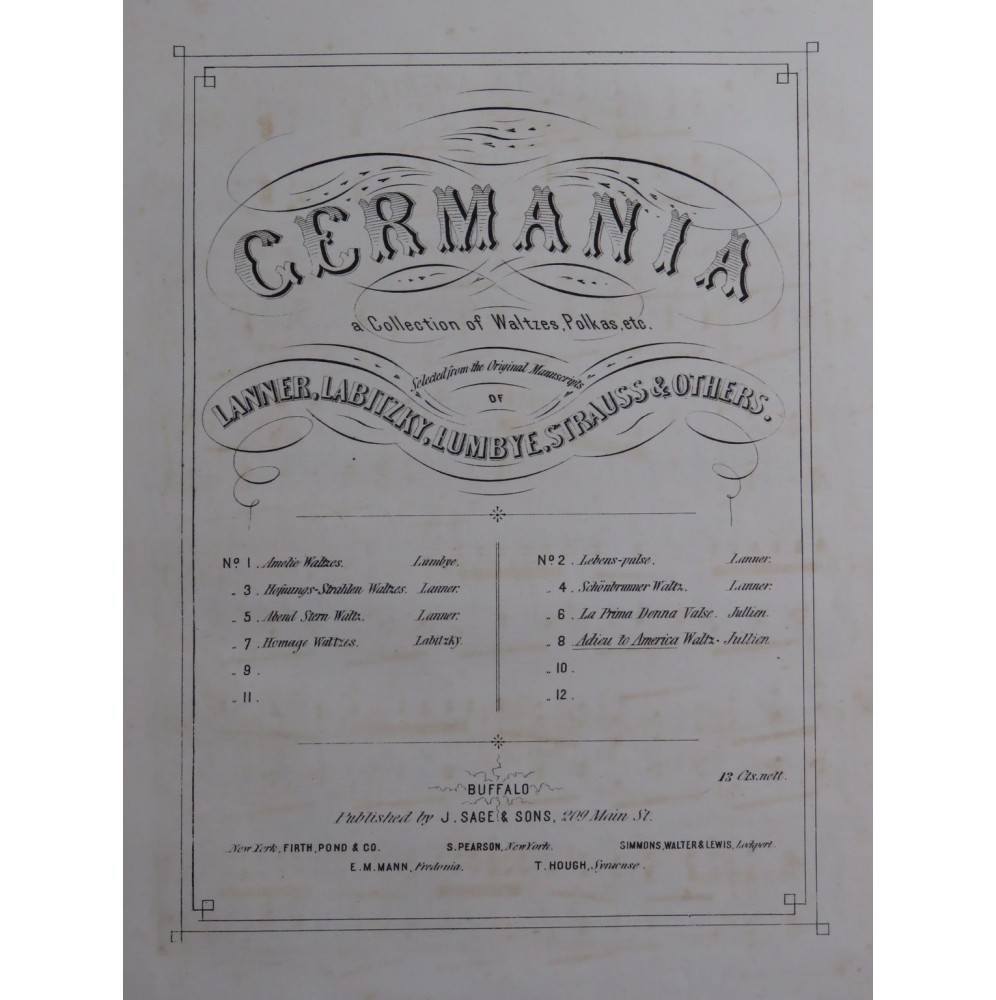 GERMANIA
a Collection of Waltzes, Polkas, etc.
Selected from the Original Manuscripts
OF
LANNER, LABITZKY, LUMBYE, STRAUSS & OTHERS.
No 1. Amelie Waltzes. Lumbye.
" 3. Hofnungs-Strahlen Waltzes. Lanner.
" 5. Abend Stern Waltz. Lanner.
" 7. Homage Waltzes. Labitzky.
" 9.
" 11.
No 2. Lebens-pulse. Lanner.
" 4. Schönbrunner Waltz. Lanner.
" 6. La Prima Donna Valse. Jullien.
" 8. Adieu to America Waltz - Jullien.
" 10.
" 12.
13 Cts. nett.
BUFFALO
Published by J. SAGE & SONS, 209 Main St.
New York, FIRTH, POND & CO. S. PEARSON, New York. SIMMONS, WALTER & LEWIS, Lockport.
E. M. MANN, Fredonia. T. HOUGH, Syracuse.